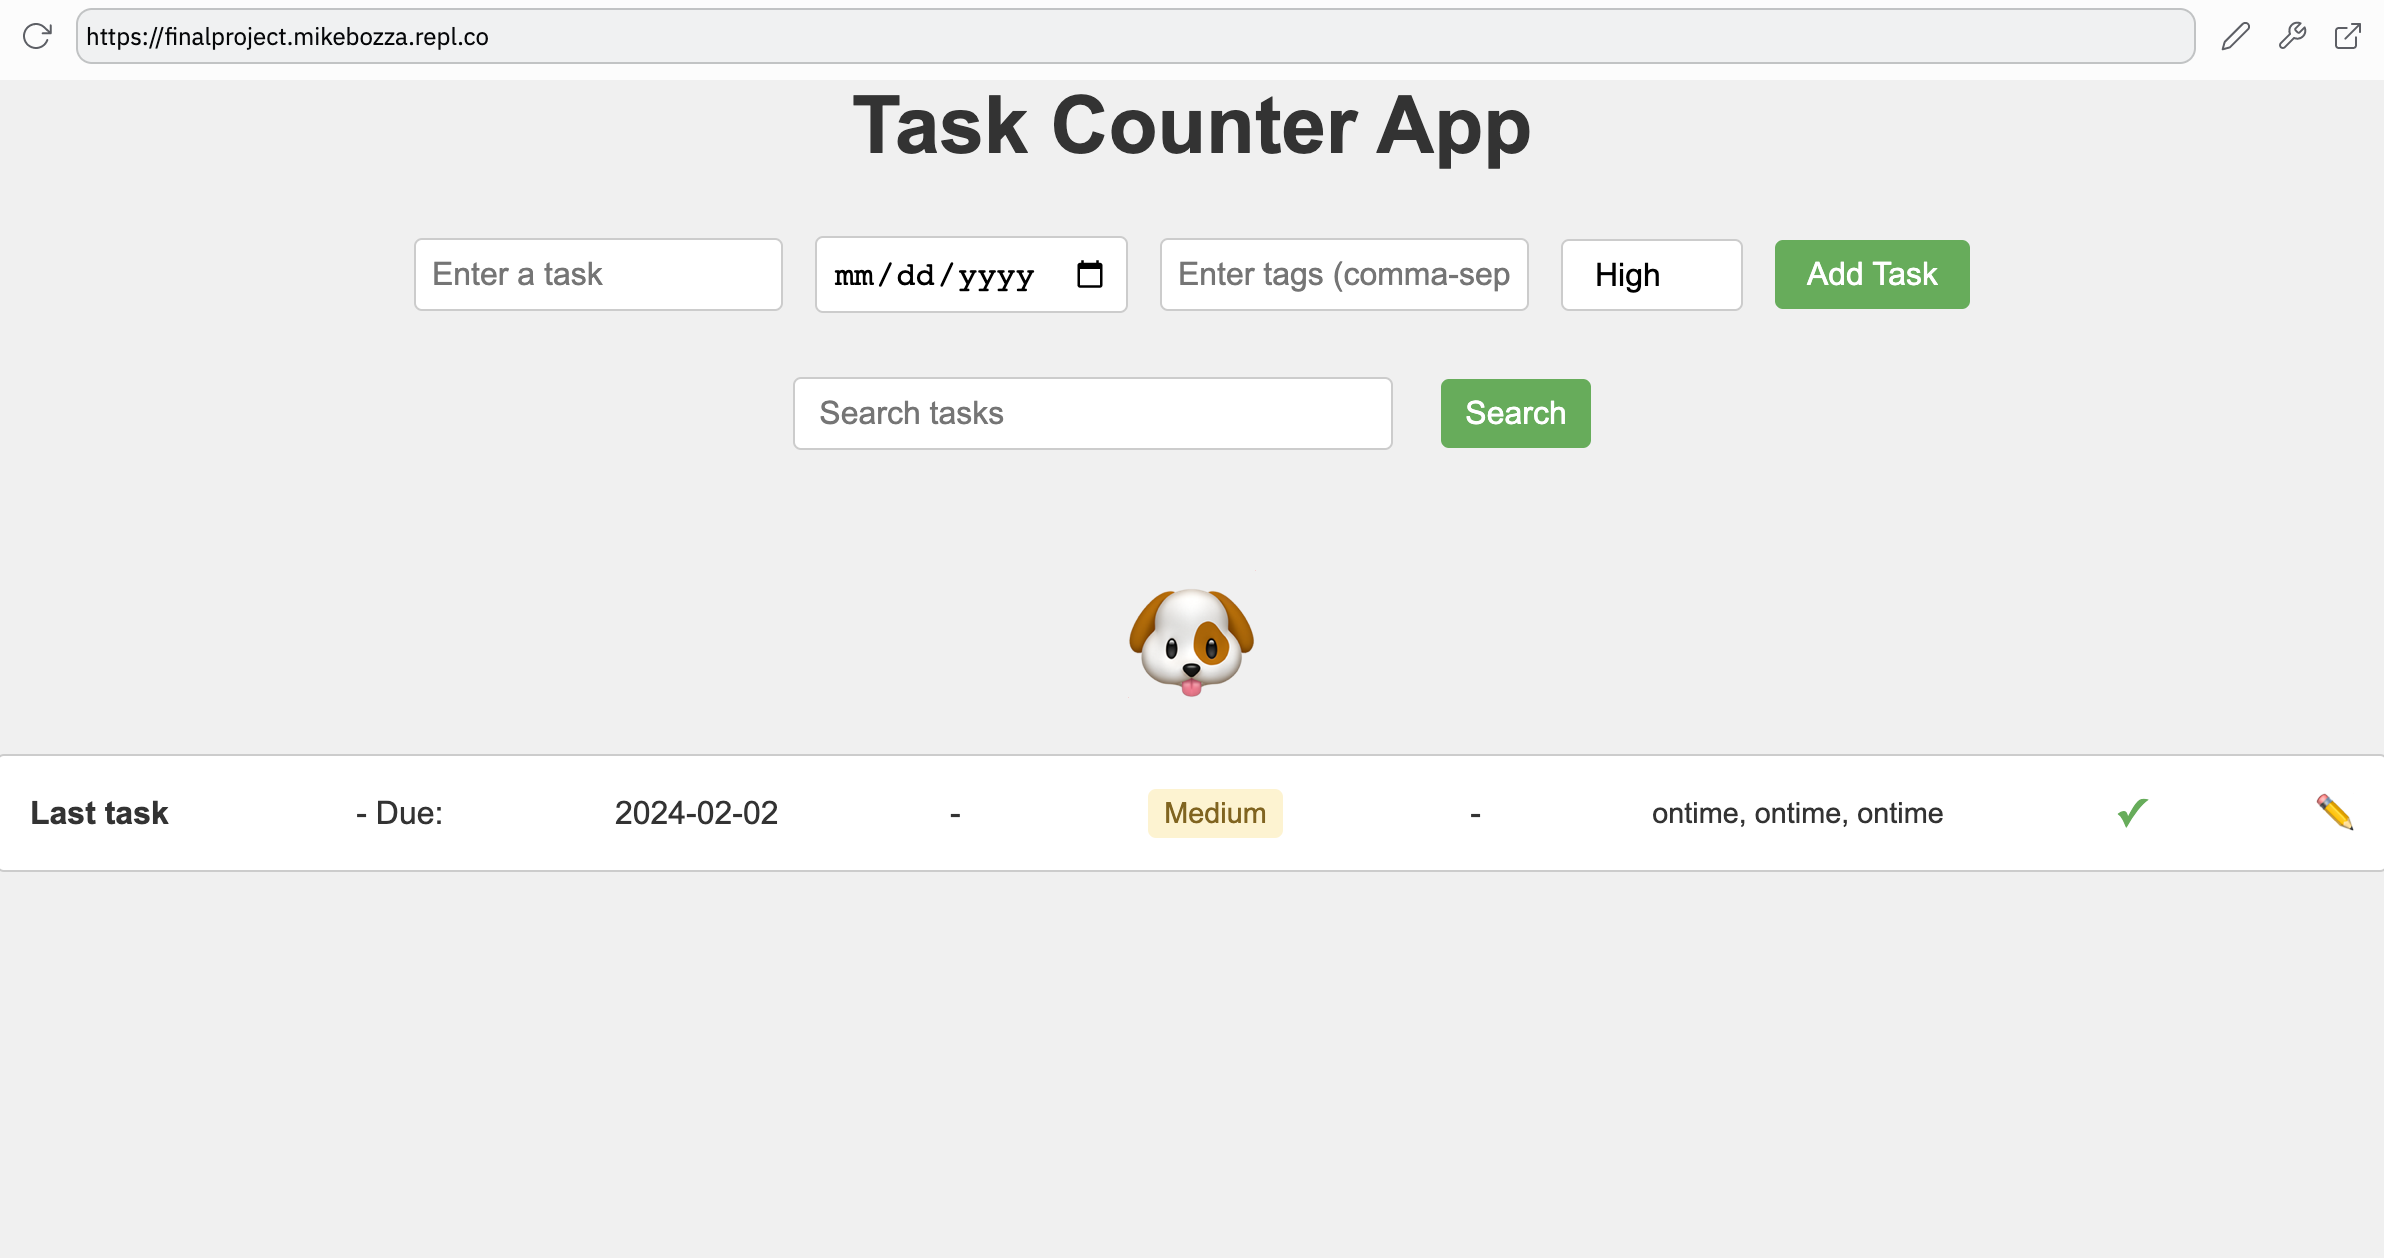 https://finalproject.mikebozza.repl.co
Task Counter App
Enter a task mm/dd/yyyy Enter tags (comma-sep High Add Task
Search tasks Search
Last task - Due: 2024-02-02 - Medium - ontime, ontime, ontime